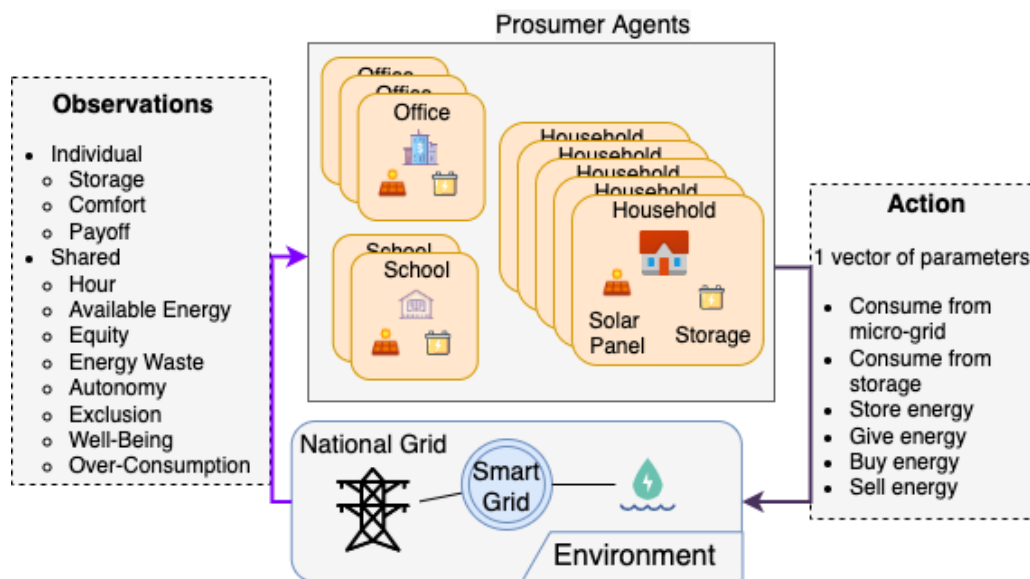 Prosumer Agents
Observations
Individual
Storage
Comfort
Payoff
Shared
Hour
Available Energy
Equity
Energy Waste
Autonomy
Exclusion
Well-Being
Over-Consumption
Office
Office
Office
School
School
Household
Household
Household
Household
Household
Solar
Panel
Storage
Action
1 vector of parameters
Consume from
micro-grid
Consume from
storage
Store energy
Give energy
Buy energy
Sell energy
National Grid
Smart
Grid
Environment